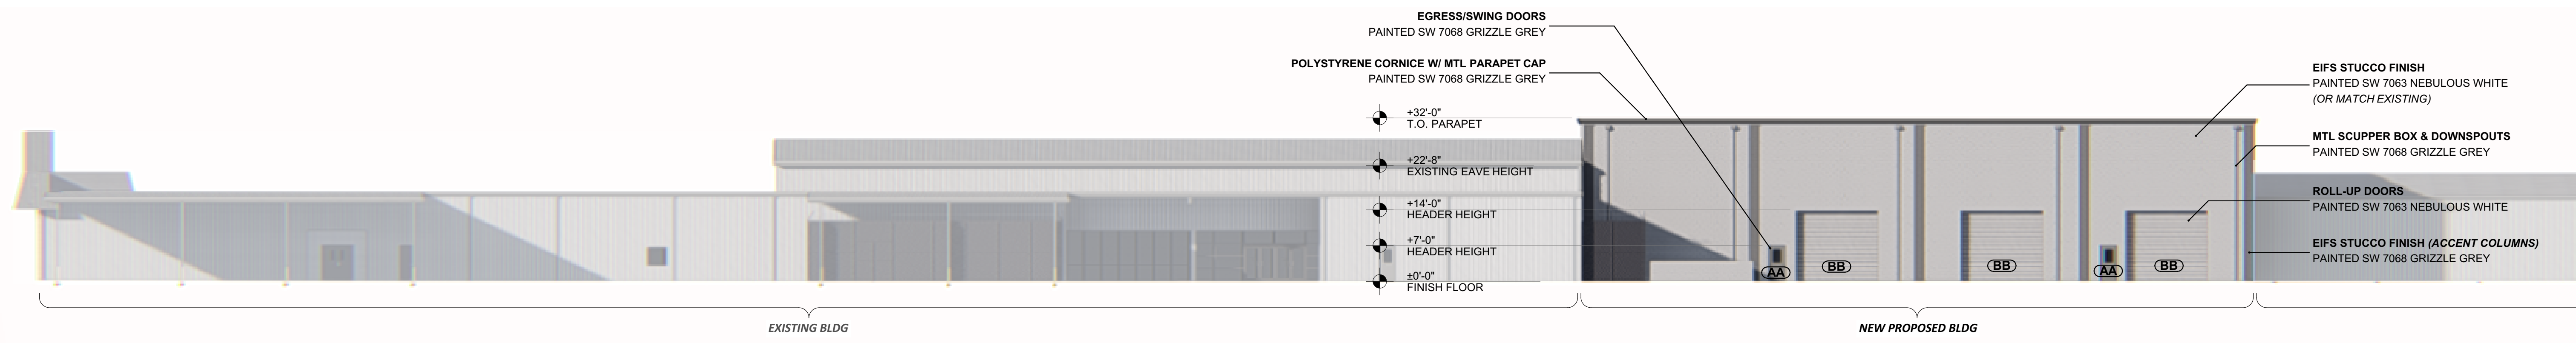 EGRESS/SWING DOORS
PAINTED SW 7068 GRIZZLE GREY
POLYSTYRENE CORNICE W/ MTL PARAPET CAP
PAINTED SW 7068 GRIZZLE GREY
+32'-0"
T.O. PARAPET
+22'-8"
EXISTING EAVE HEIGHT
+14'-0"
HEADER HEIGHT
+7'-0"
HEADER HEIGHT
±0'-0"
FINISH FLOOR
AA
BB
BB
AA
BB
EIFS STUCCO FINISH
PAINTED SW 7063 NEBULOUS WHITE
(OR MATCH EXISTING)
MTL SCUPPER BOX & DOWNSPOUTS
PAINTED SW 7068 GRIZZLE GREY
ROLL-UP DOORS
PAINTED SW 7063 NEBULOUS WHITE
EIFS STUCCO FINISH (ACCENT COLUMNS)
PAINTED SW 7068 GRIZZLE GREY
EXISTING BLDG
NEW PROPOSED BLDG